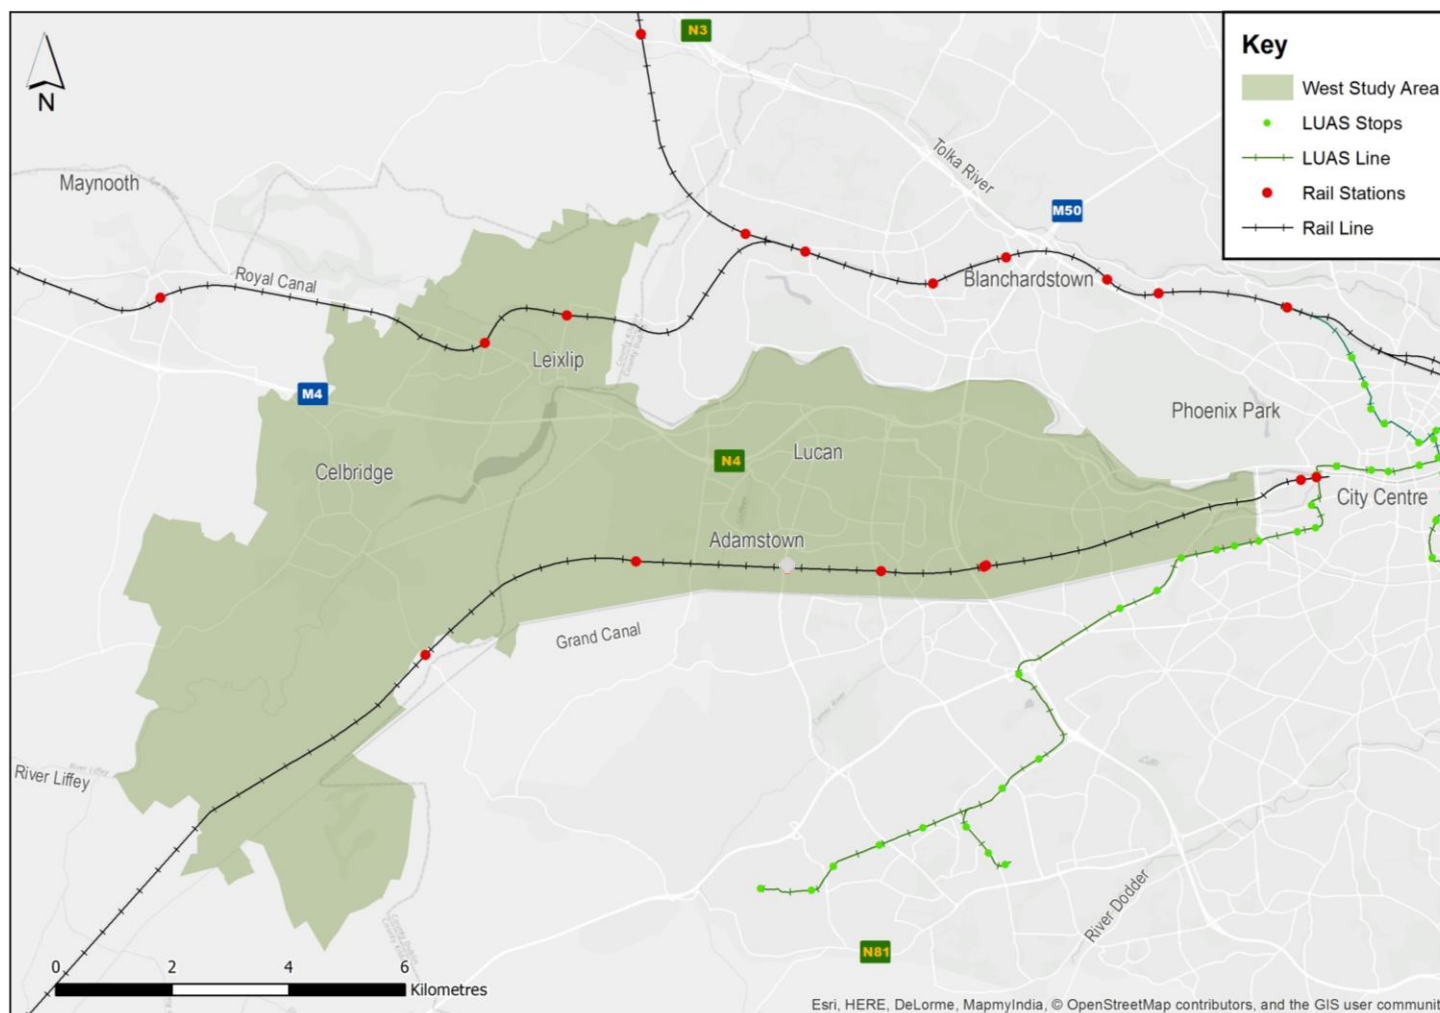 N3
Key
West Study Area
LUAS Stops
LUAS Line
Rail Stations
Rail Line
N
Tolka River
Maynooth
M50
Royal Canal
Blanchardstown
Leixlip
M4
Phoenix Park
Lucan
N4
Celbridge
City Centre
Adamstown
Grand Canal
River Liffey
River Liffey
River Dodder
N81
0 2 4 6
Kilometres
Esri, HERE, DeLorme, MapmyIndia, © OpenStreetMap contributors, and the GIS user communit